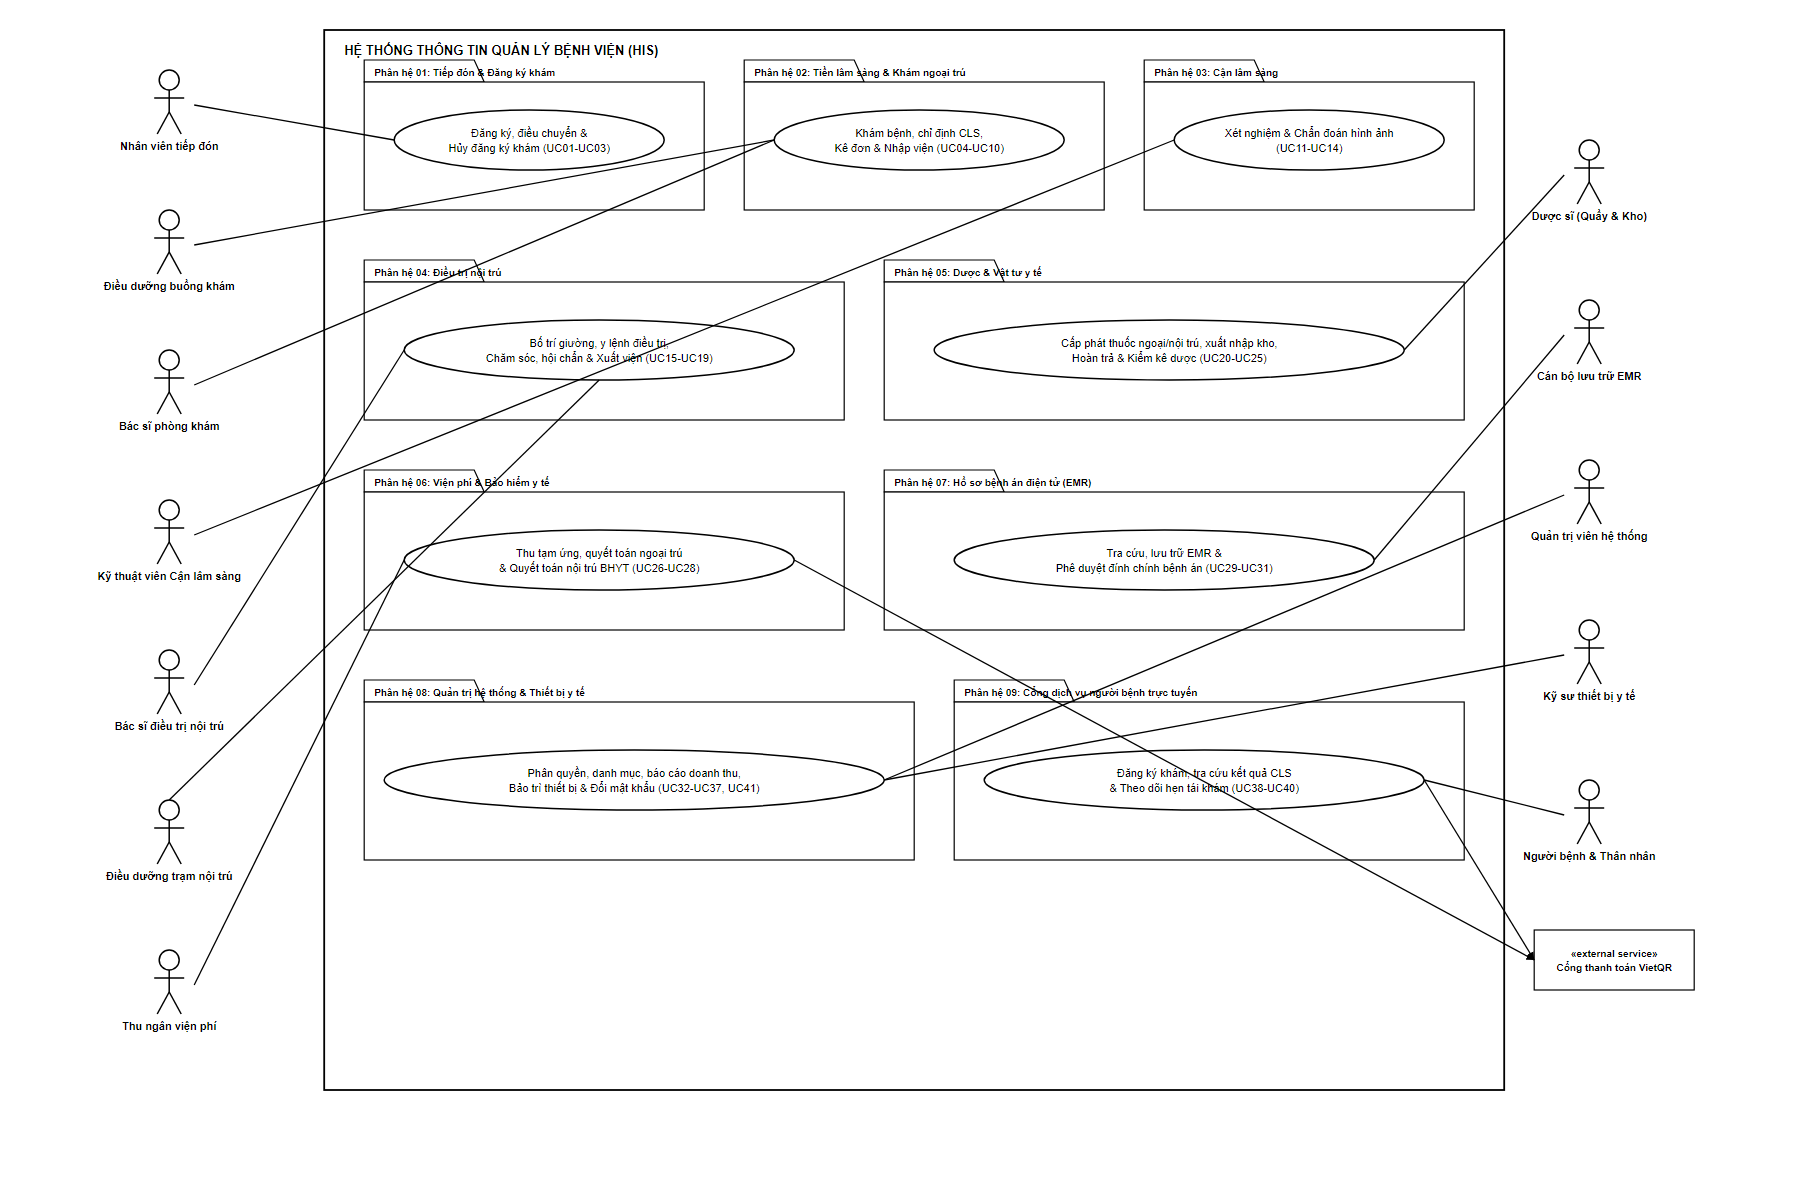 HỆ THỐNG THÔNG TIN QUẢN LÝ BỆNH VIỆN (HIS)
Phân hệ 01: Tiếp đón & Đăng ký khám
Phân hệ 02: Tiền lâm sàng & Khám ngoại trú
Phân hệ 03: Cận lâm sàng
Đăng ký, điều chuyển &
Hủy đăng ký khám (UC01-UC03)
Khám bệnh, chỉ định CLS,
Kê đơn & Nhập viện (UC04-UC10)
Xét nghiệm & Chẩn đoán hình ảnh
(UC11-UC14)
Nhân viên tiếp đón
Dược sĩ (Quầy & Kho)
Điều dưỡng buồng khám
Phân hệ 04: Điều trị nội trú
Phân hệ 05: Dược & Vật tư y tế
Bố trí giường, y lệnh điều trị,
Chăm sóc, hội chẩn & Xuất viện (UC15-UC19)
Cấp phát thuốc ngoại/nội trú, xuất nhập kho,
Hoàn trả & Kiểm kê dược (UC20-UC25)
Cán bộ lưu trữ EMR
Bác sĩ phòng khám
Phân hệ 06: Viện phí & Bảo hiểm y tế
Phân hệ 07: Hồ sơ bệnh án điện tử (EMR)
Quản trị viên hệ thống
Thu tạm ứng, quyết toán ngoại trú
& Quyết toán nội trú BHYT (UC26-UC28)
Tra cứu, lưu trữ EMR &
Phê duyệt đính chính bệnh án (UC29-UC31)
Kỹ thuật viên Cận lâm sàng
Phân hệ 08: Quản trị hệ thống & Thiết bị y tế
Phân hệ 09: Cổng dịch vụ người bệnh trực tuyến
Kỹ sư thiết bị y tế
Bác sĩ điều trị nội trú
Phân quyền, danh mục, báo cáo doanh thu,
Bảo trì thiết bị & Đổi mật khẩu (UC32-UC37, UC41)
Đăng ký khám, tra cứu kết quả CLS
& Theo dõi hẹn tái khám (UC38-UC40)
Người bệnh & Thân nhân
Điều dưỡng trạm nội trú
«external service»
Cổng thanh toán VietQR
Thu ngân viện phí